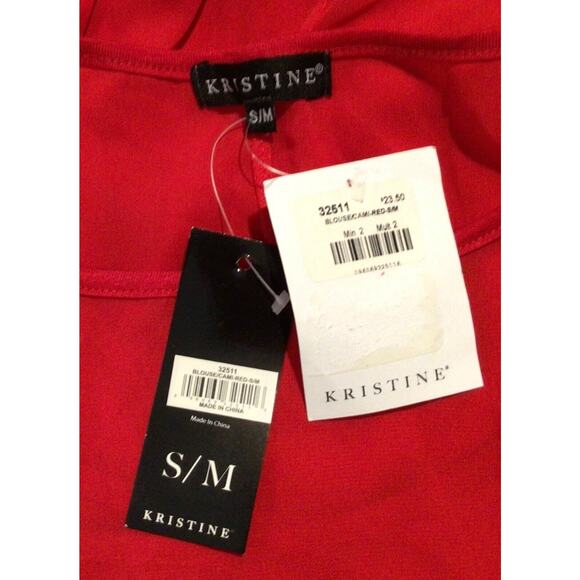 KRISTINE®
S/M
32511 $23.50
BLOUSE/CAMI-RED-S/M
Min 2 Mult 2
KRISTINE®
32511
BLOUSE/CAMI-RED-S/M
MADE IN CHINA
Made In China
S/M
KRISTINE